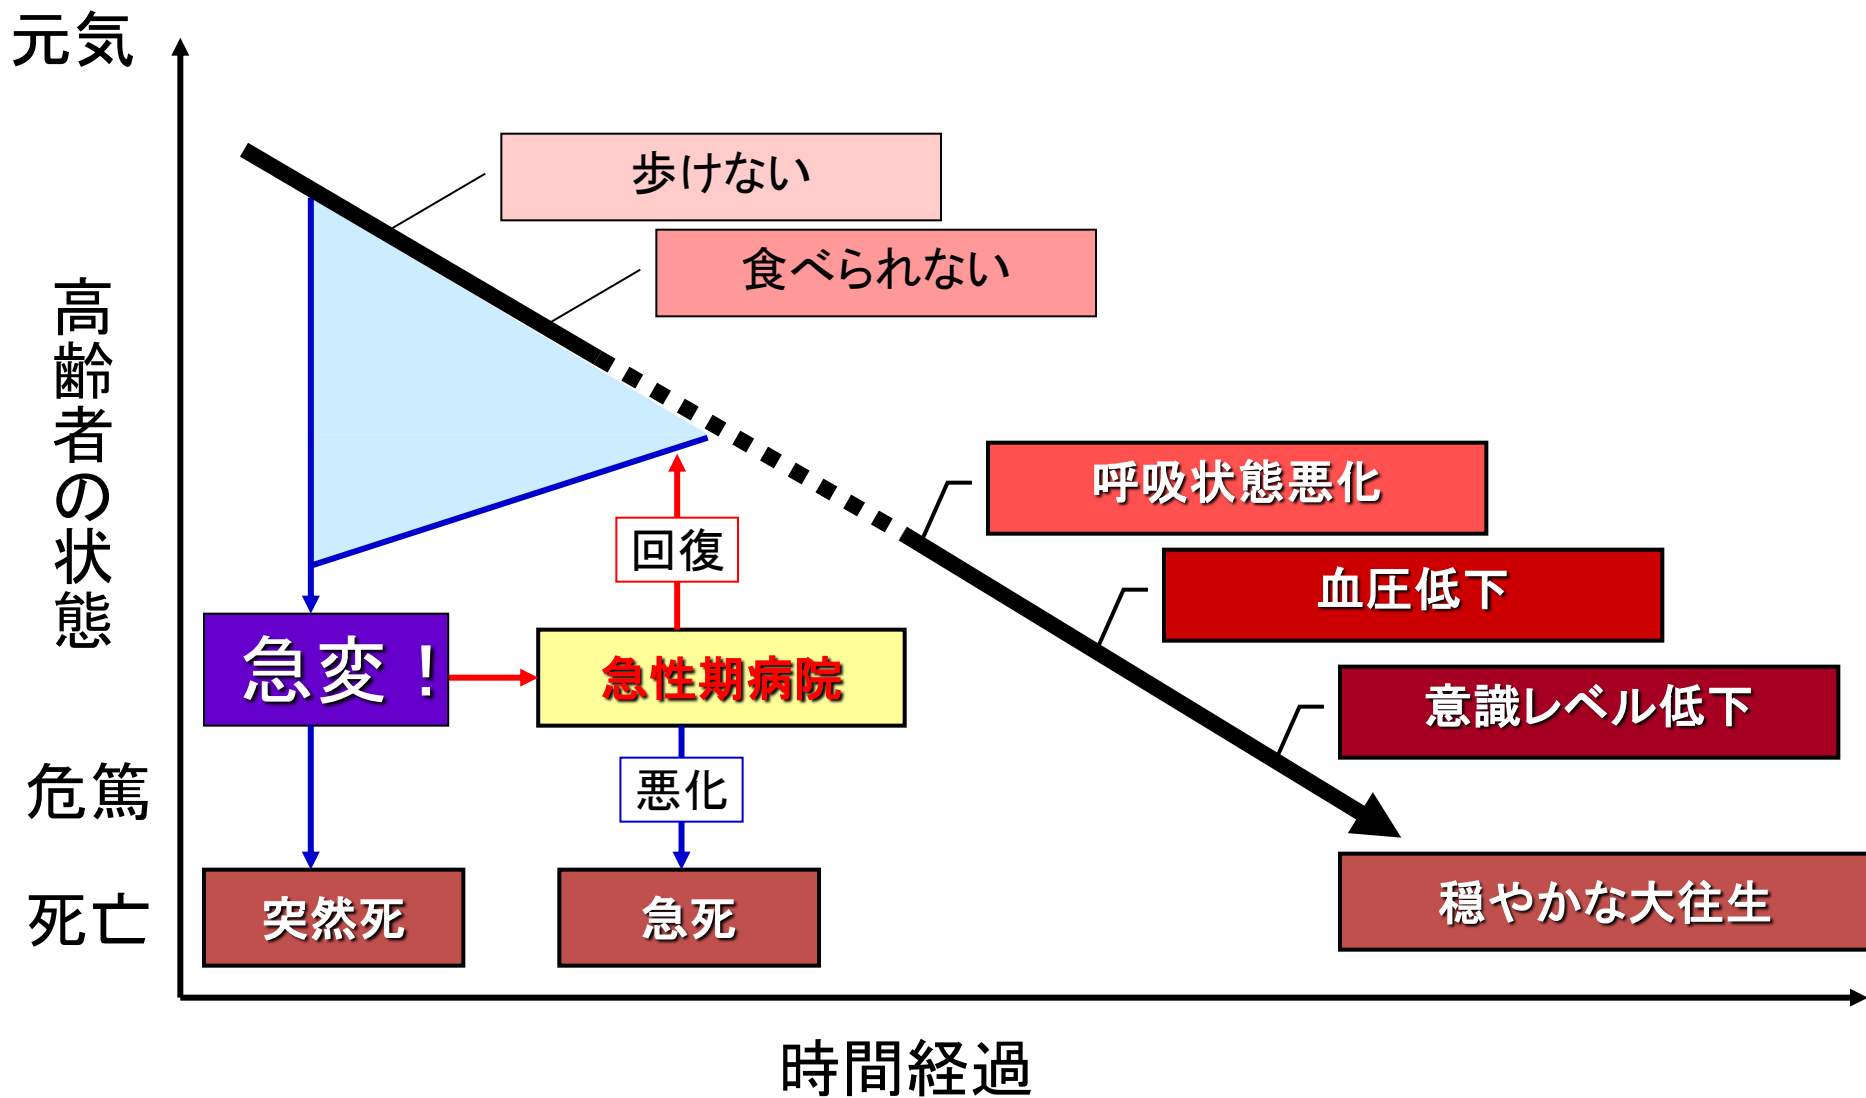 元気
歩けない
食べられない
高齢者の状態
呼吸状態悪化
回復
血圧低下
急変！
急性期病院
意識レベル低下
危篤
悪化
死亡
突然死
急死
穏やかな大往生
時間経過